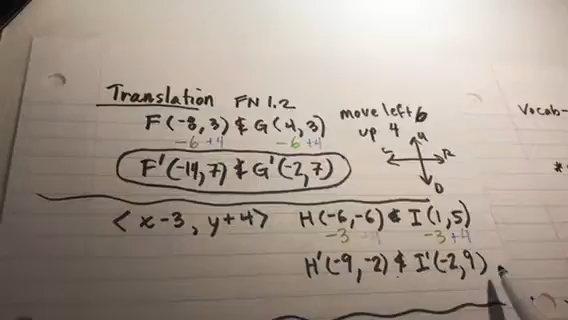 Translation FN 1.2
F(-8,3) & G(4,3)
-6 +4 -6 +4
F'(-14,7) & G'(-2,7)
move left 6
up 4
U
L R
D
< x-3, y+4 > H(-6,-6) & I(1,5)
-3 +4 -3 +4
H'(-9,-2) & I'(-2,9)
Vocab-
*